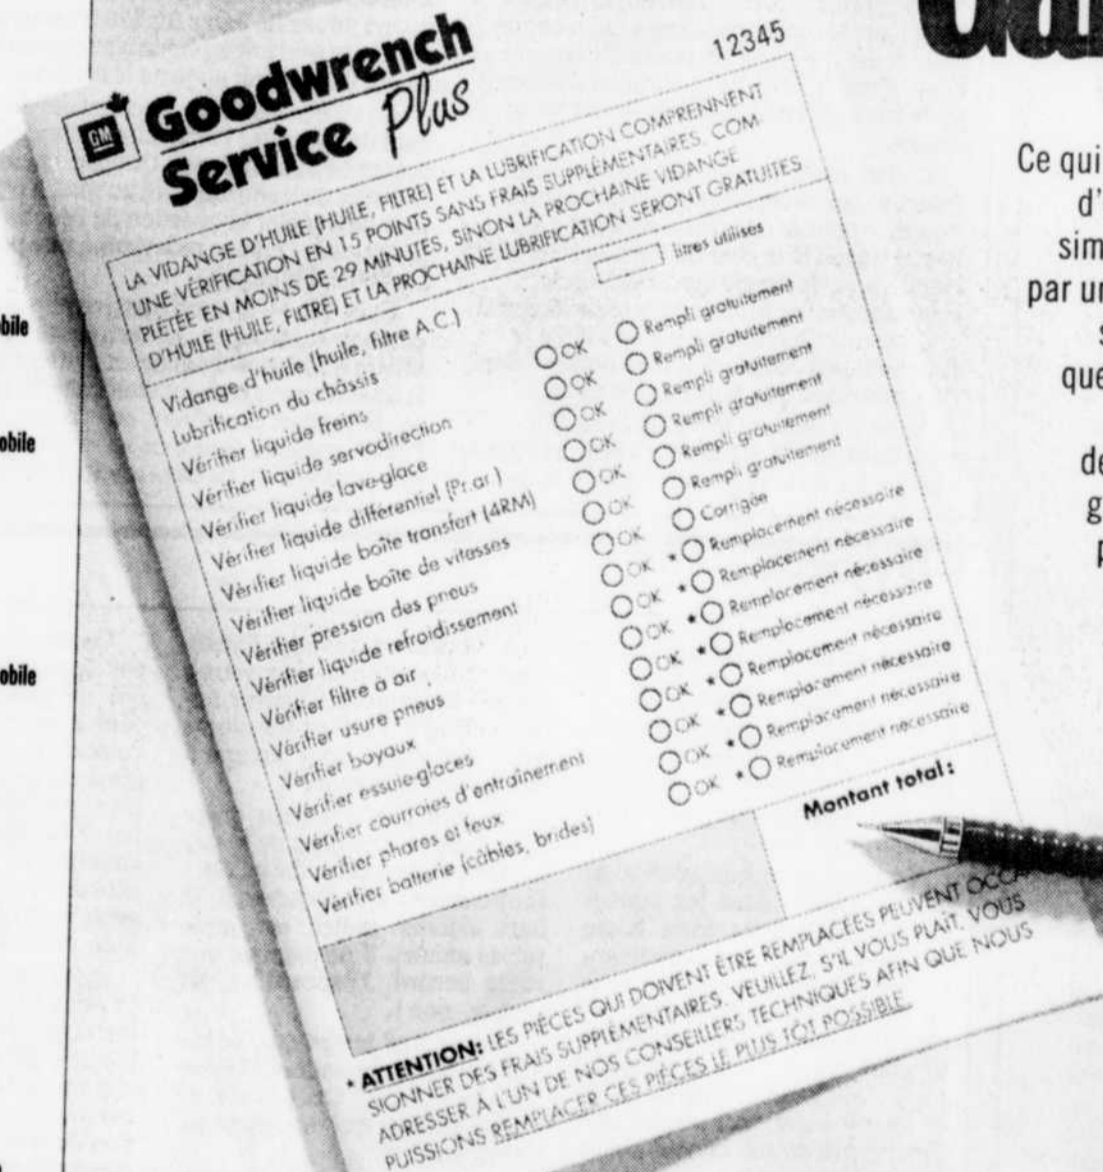 12345
GM
Goodwrench
Service Plus
LA VIDANGE D'HUILE (HUILE, FILTRE) ET LA LUBRIFICATION COMPRENNENT
UNE VÉRIFICATION EN 15 POINTS SANS FRAIS SUPPLÉMENTAIRES, COM-
PLÉTÉE EN MOINS DE 29 MINUTES, SINON LA PROCHAINE VIDANGE
D'HUILE (HUILE, FILTRE) ET LA PROCHAINE LUBRIFICATION SERONT GRATUITES
Vidange d'huile (huile, filtre A.C.) litres utilisés
Lubrification du châssis OK Rempli gratuitement
Vérifier liquide freins OK Rempli gratuitement
Vérifier liquide servodirection OK Rempli gratuitement
Vérifier liquide lave-glace OK Rempli gratuitement
Vérifier liquide différentiel (Pr.ar.) OK Rempli gratuitement
Vérifier liquide boîte transfert (4RM) OK Rempli gratuitement
Vérifier liquide boîte de vitesses OK Corrigée
Vérifier pression des pneus OK * Remplacement nécessaire
Vérifier liquide refroidissement OK * Remplacement nécessaire
Vérifier filtre à air OK * Remplacement nécessaire
Vérifier usure pneus OK * Remplacement nécessaire
Vérifier boyaux OK * Remplacement nécessaire
Vérifier essuie-glaces OK * Remplacement nécessaire
Vérifier courroies d'entraînement OK * Remplacement nécessaire
Vérifier phares et feux OK * Remplacement nécessaire
Vérifier batterie (câbles, brides)
Montant total :
* ATTENTION: LES PIÈCES QUI DOIVENT ÊTRE REMPLACÉES PEUVENT OCCA
SIONNER DES FRAIS SUPPLÉMENTAIRES. VEUILLEZ, S'IL VOUS PLAÎT, VOUS
ADRESSER À L'UN DE NOS CONSEILLERS TECHNIQUES AFIN QUE NOUS
PUISSIONS REMPLACER CES PIÈCES LE PLUS TÔT POSSIBLE.
Ce qui
d'
sim
par un
s
que
de
g
p
obile
obile
obile